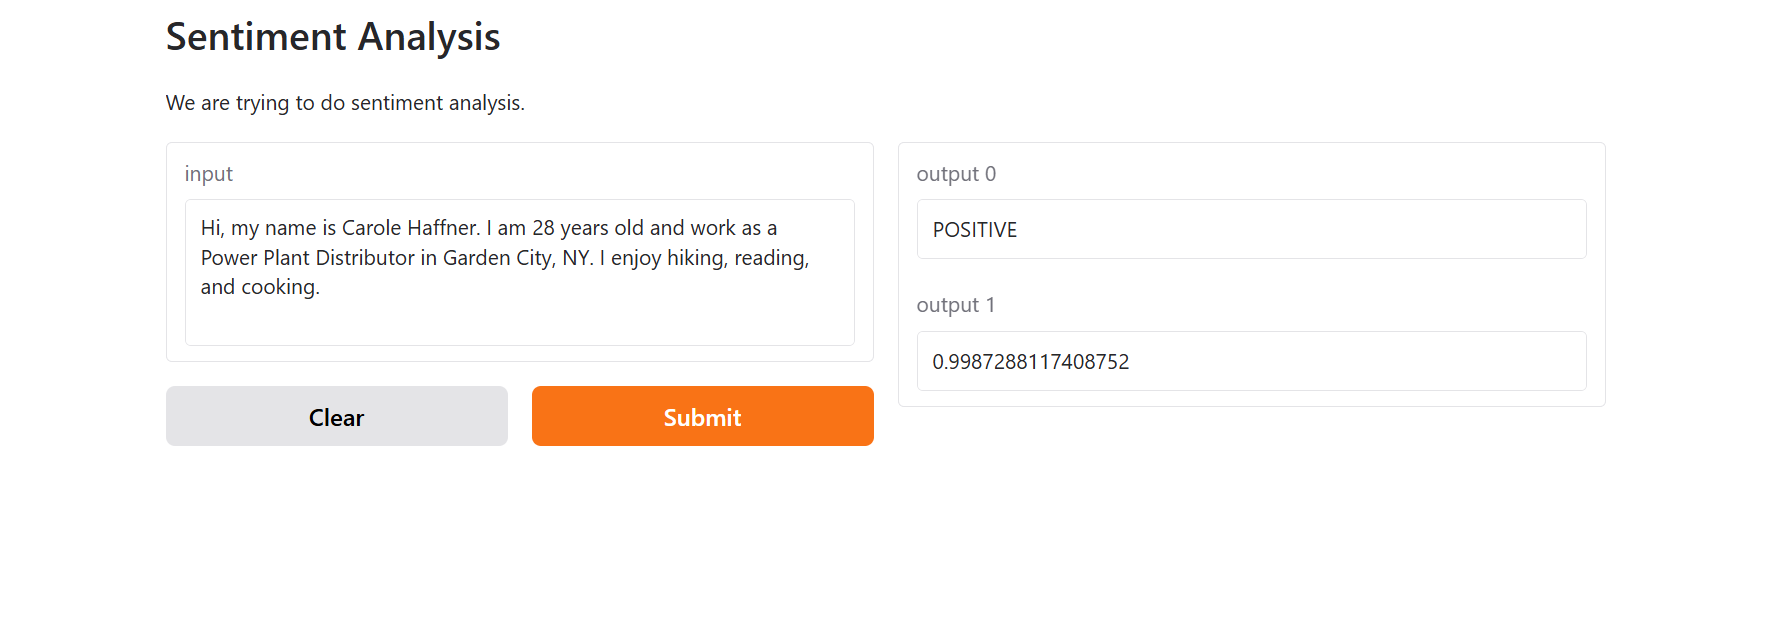 Sentiment Analysis
We are trying to do sentiment analysis.
input
Hi, my name is Carole Haffner. I am 28 years old and work as a
Power Plant Distributor in Garden City, NY. I enjoy hiking, reading,
and cooking.
Clear
Submit
output 0
POSITIVE
output 1
0.9987288117408752